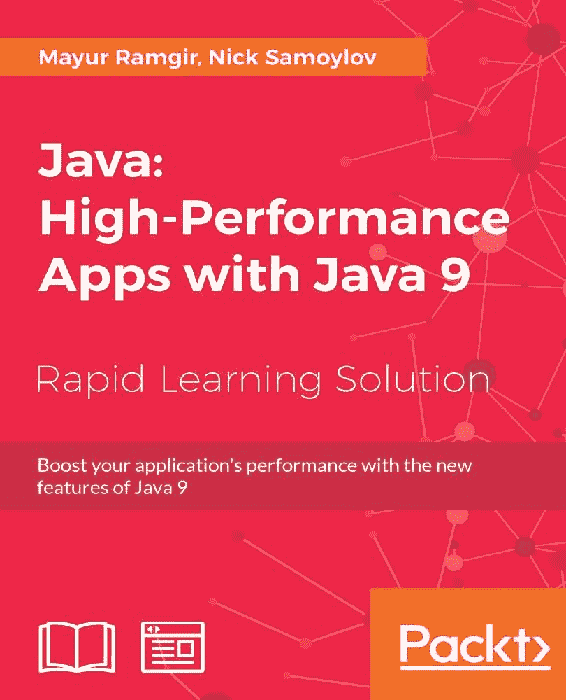 Mayur Ramgir, Nick Samoylov
Java:
High-Performance
Apps with Java 9
Rapid Learning Solution
Boost your application's performance with the new
features of Java 9
Packt>